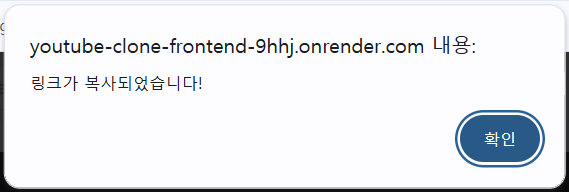 youtube-clone-frontend-9hhj.onrender.com 내용:
링크가 복사되었습니다!
확인